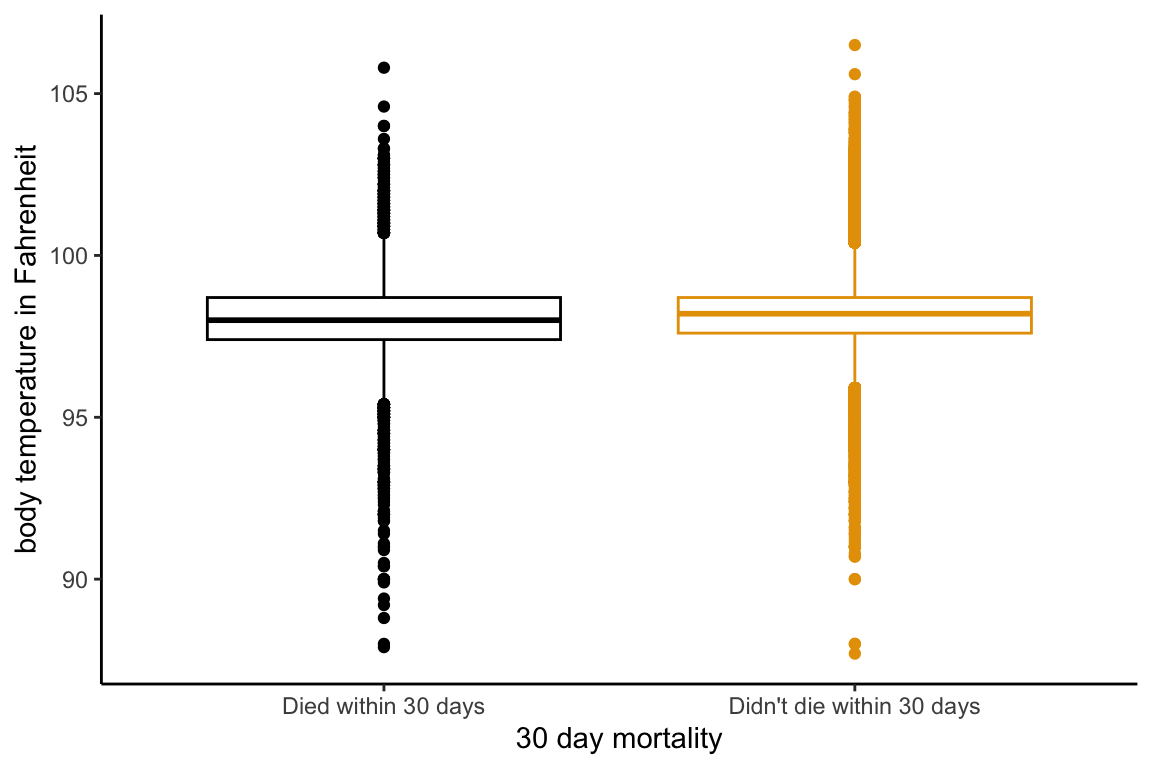 body temperature in Fahrenheit
105
100
95
90
Died within 30 days
Didn't die within 30 days
30 day mortality